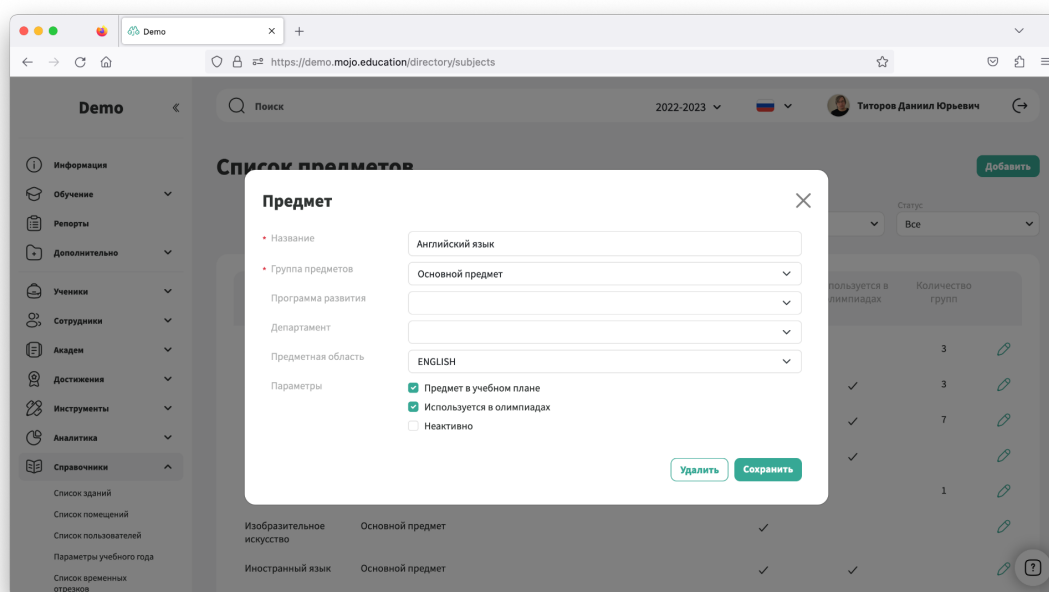 Demo
https://demo.mojo.education/directory/subjects
Demo
Поиск
2022-2023
Титоров Даниил Юрьевич
Информация
Обучение
Репорты
Дополнительно
Ученики
Сотрудники
Академ
Достижения
Инструменты
Аналитика
Справочники
Список зданий
Список помещений
Список пользователей
Параметры учебного года
Список временных
отрезков
Список предметов
Добавить
Статус
Все
Предмет
* Название
Английский язык
* Группа предметов
Основной предмет
Программа развития
Департамент
Предметная область
ENGLISH
Параметры
Предмет в учебном плане
Используется в олимпиадах
Неактивно
Удалить
Сохранить
Количество
групп
3
3
7
1
Изобразительное
искусство
Основной предмет
Иностранный язык
Основной предмет
?